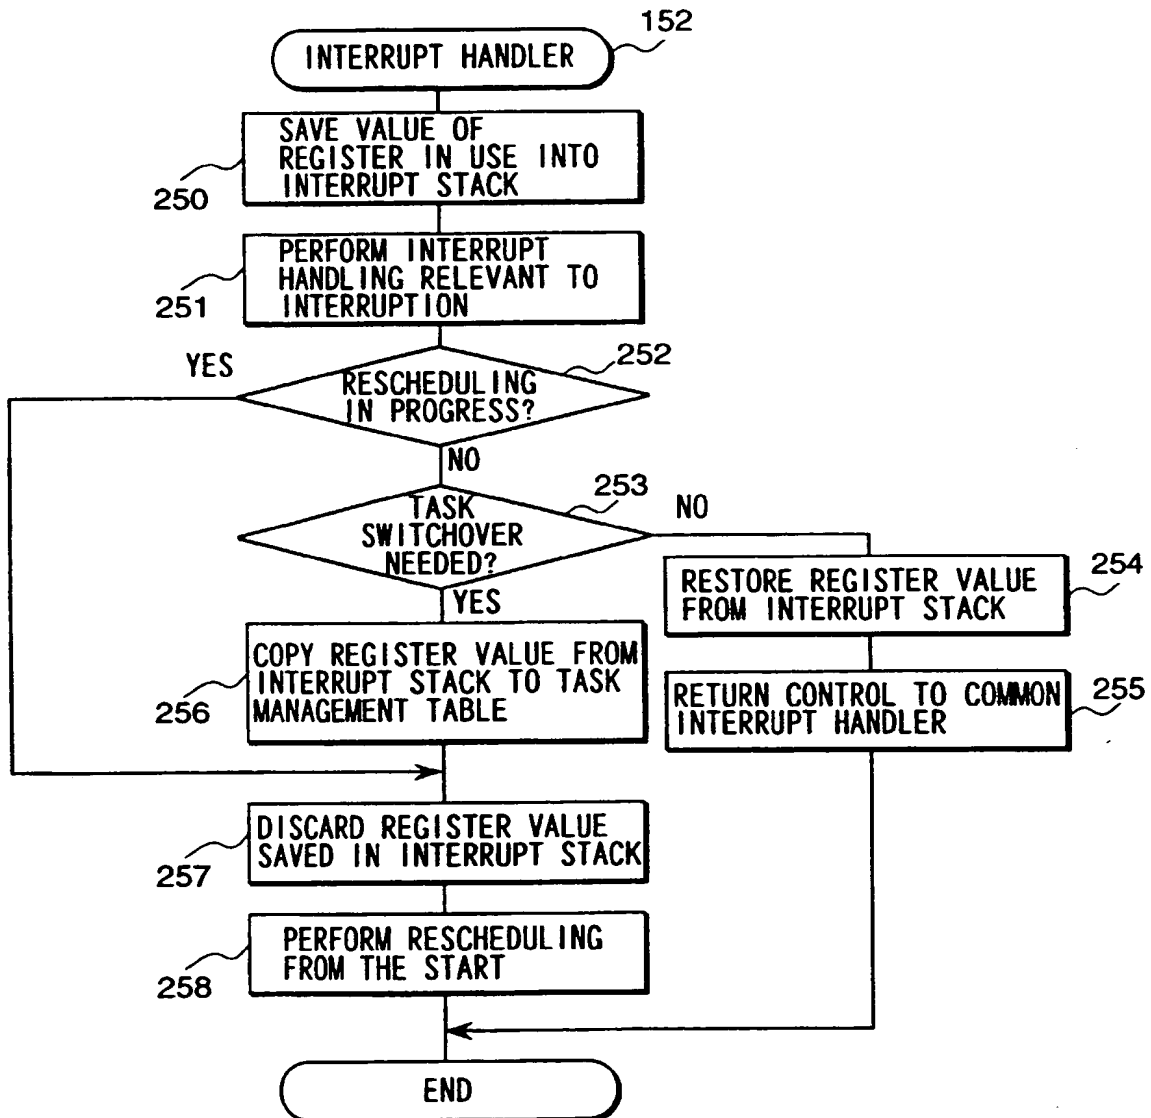 152
INTERRUPT HANDLER
SAVE VALUE OF
REGISTER IN USE INTO
INTERRUPT STACK
250
PERFORM INTERRUPT
HANDLING RELEVANT TO
INTERRUPTION
251
YES
252
RESCHEDULING
IN PROGRESS?
NO
253
TASK
SWITCHOVER
NEEDED?
NO
YES
254
RESTORE REGISTER VALUE
FROM INTERRUPT STACK
COPY REGISTER VALUE FROM
INTERRUPT STACK TO TASK
MANAGEMENT TABLE
256
RETURN CONTROL TO COMMON
INTERRUPT HANDLER
255
DISCARD REGISTER VALUE
SAVED IN INTERRUPT STACK
257
PERFORM RESCHEDULING
FROM THE START
258
END